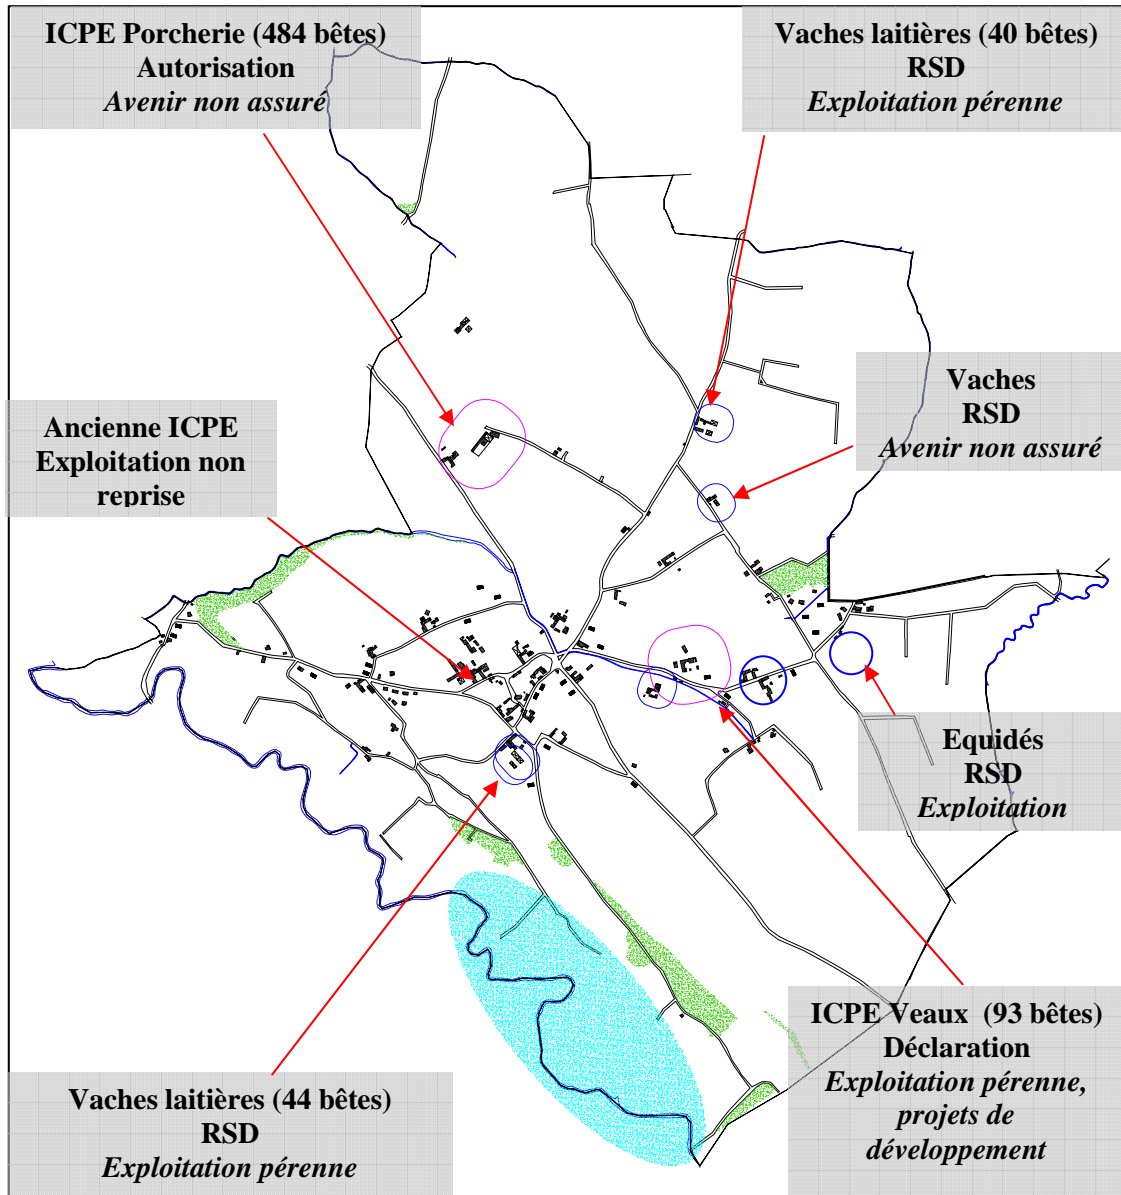 ICPE Porcherie (484 bêtes)
Autorisation
Avenir non assuré
Vaches laitières (40 bêtes)
RSD
Exploitation pérenne
Vaches
RSD
Avenir non assuré
Ancienne ICPE
Exploitation non
reprise
Equidés
RSD
Exploitation
ICPE Veaux (93 bêtes)
Déclaration
Exploitation pérenne,
projets de
développement
Vaches laitières (44 bêtes)
RSD
Exploitation pérenne